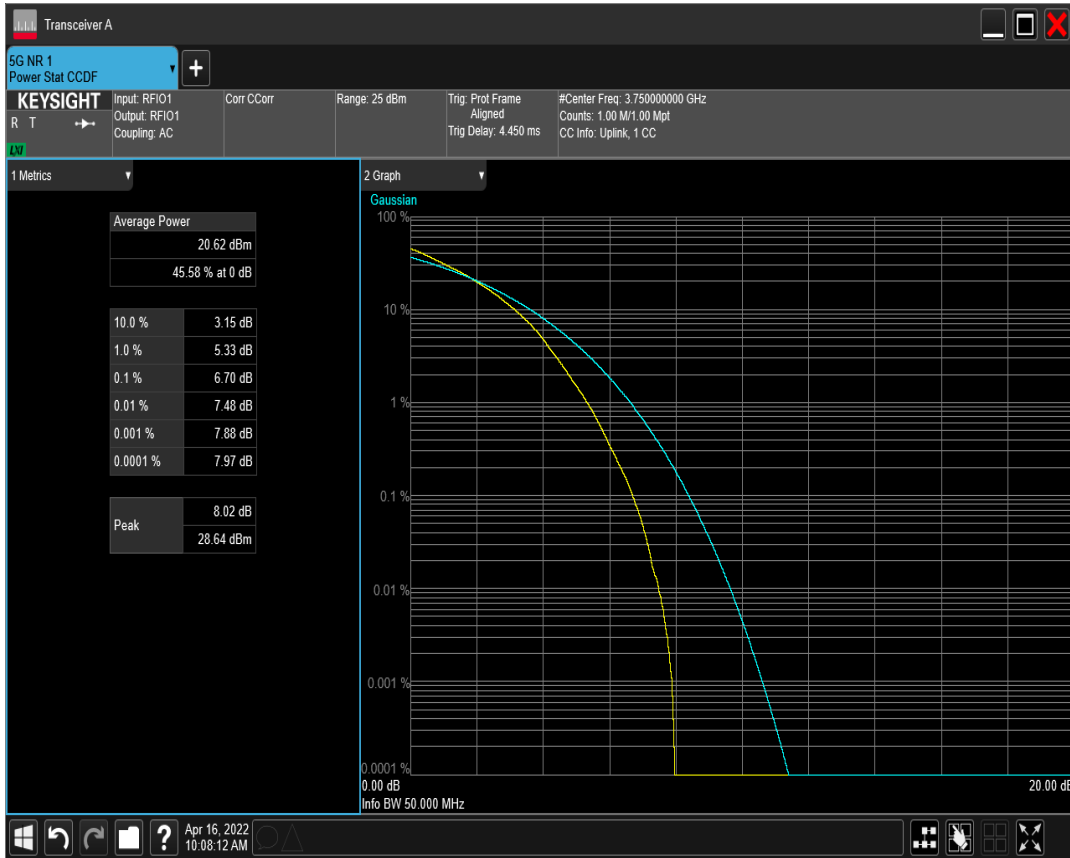 Transceiver A
5G NR 1
Power Stat CCDF
KEYSIGHT
R T
LXI
Input: RFIO1
Output: RFIO1
Coupling: AC
Corr CCorr
Range: 25 dBm
Trig: Prot Frame
Aligned
Trig Delay: 4.450 ms
#Center Freq: 3.750000000 GHz
Counts: 1.00 M/1.00 Mpt
CC Info: Uplink, 1 CC
1 Metrics
Average Power
20.62 dBm
45.58 % at 0 dB
10.0 % 3.15 dB
1.0 % 5.33 dB
0.1 % 6.70 dB
0.01 % 7.48 dB
0.001 % 7.88 dB
0.0001 % 7.97 dB
Peak
8.02 dB
28.64 dBm
2 Graph
Gaussian
100 %
10 %
1 %
0.1 %
0.01 %
0.001 %
0.0001 %
0.00 dB
20.00 dB
Info BW 50.000 MHz
?
Apr 16, 2022
10:08:12 AM